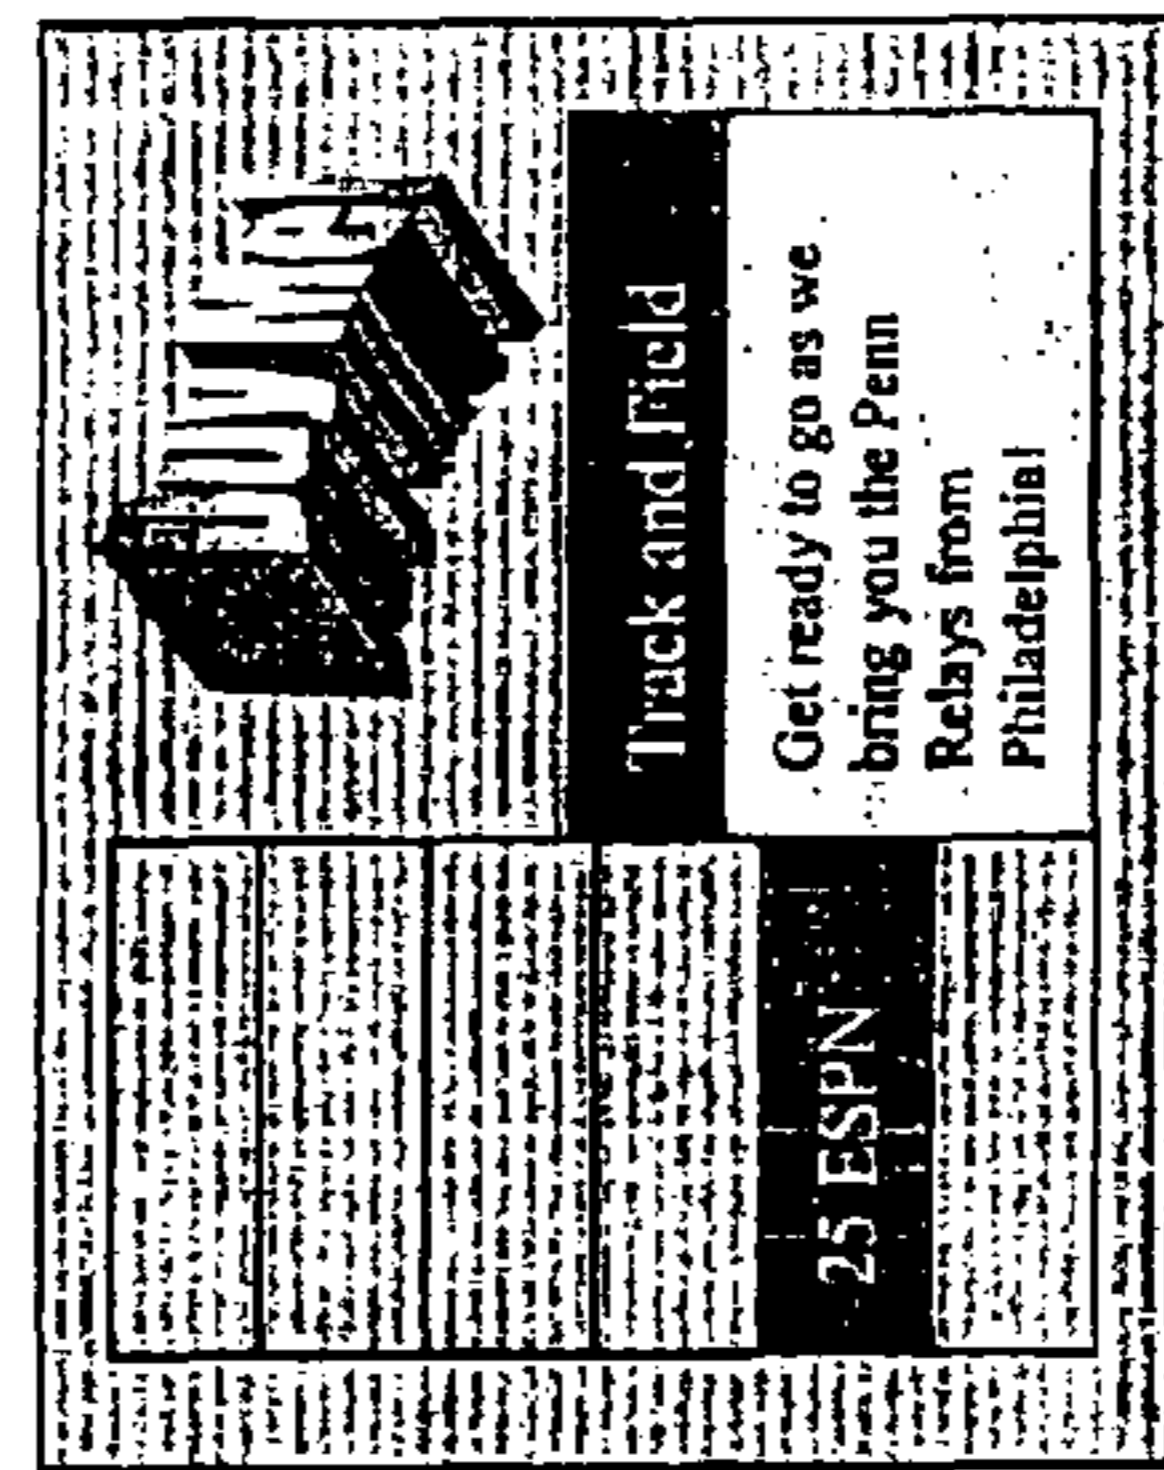 Track and Field
Get ready to go as we
bring you the Penn
Relays from
Philadelphia!
25 ESPN